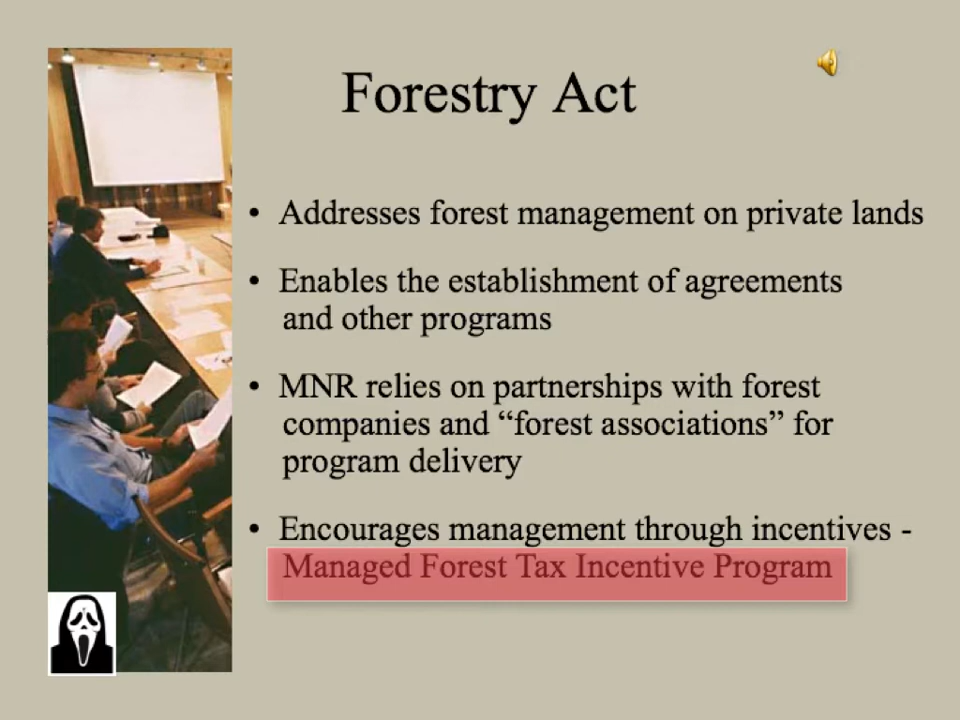 Forestry Act
• Addresses forest management on private lands
• Enables the establishment of agreements
and other programs
• MNR relies on partnerships with forest
companies and “forest associations” for
program delivery
• Encourages management through incentives -
Managed Forest Tax Incentive Program